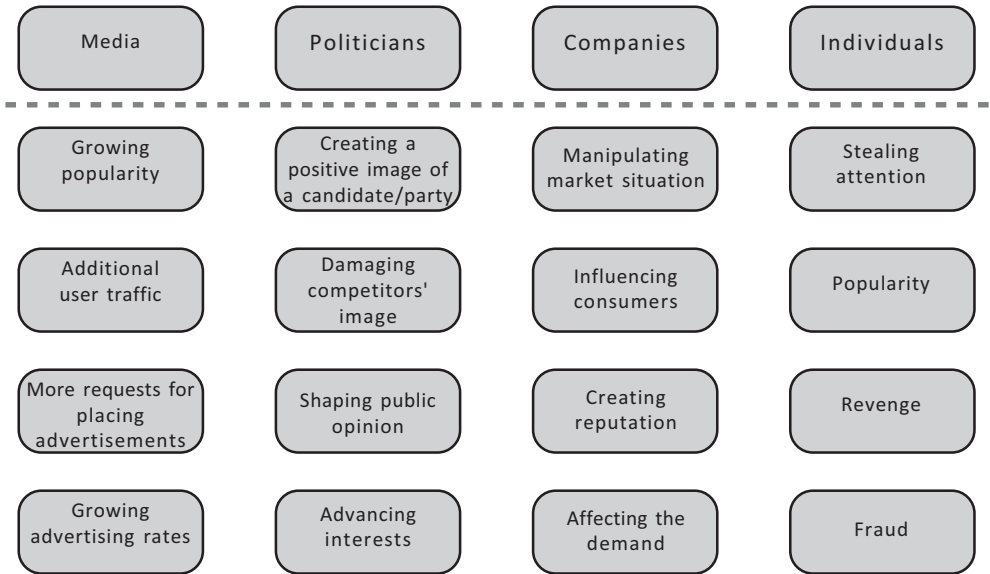 Media
Politicians
Companies
Individuals
Growing
popularity
Creating a
positive image of
a candidate/party
Manipulating
market situation
Stealing
attention
Additional
user traffic
Damaging
competitors'
image
Influencing
consumers
Popularity
More requests for
placing
advertisements
Shaping public
opinion
Creating
reputation
Revenge
Growing
advertising rates
Advancing
interests
Affecting the
demand
Fraud